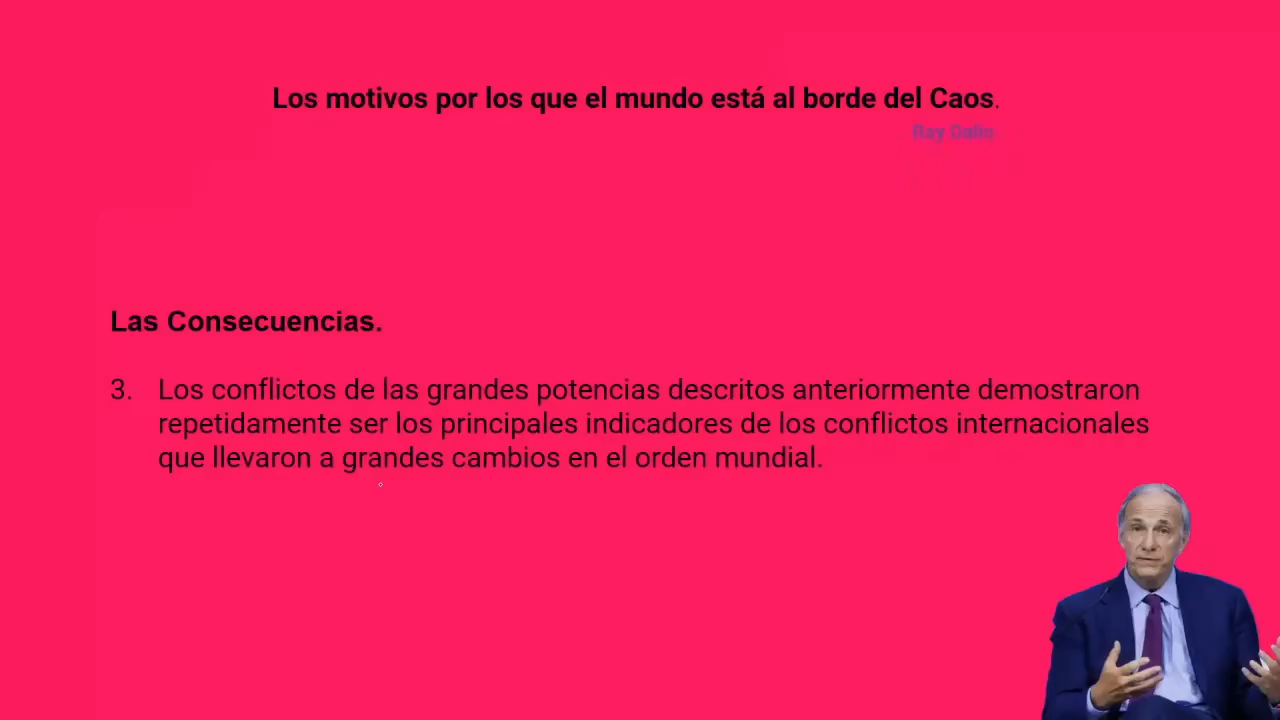 Los motivos por los que el mundo está al borde del Caos.
Ray Dalio
Las Consecuencias.
3. Los conflictos de las grandes potencias descritos anteriormente demostraron
repetidamente ser los principales indicadores de los conflictos internacionales
que llevaron a grandes cambios en el orden mundial.